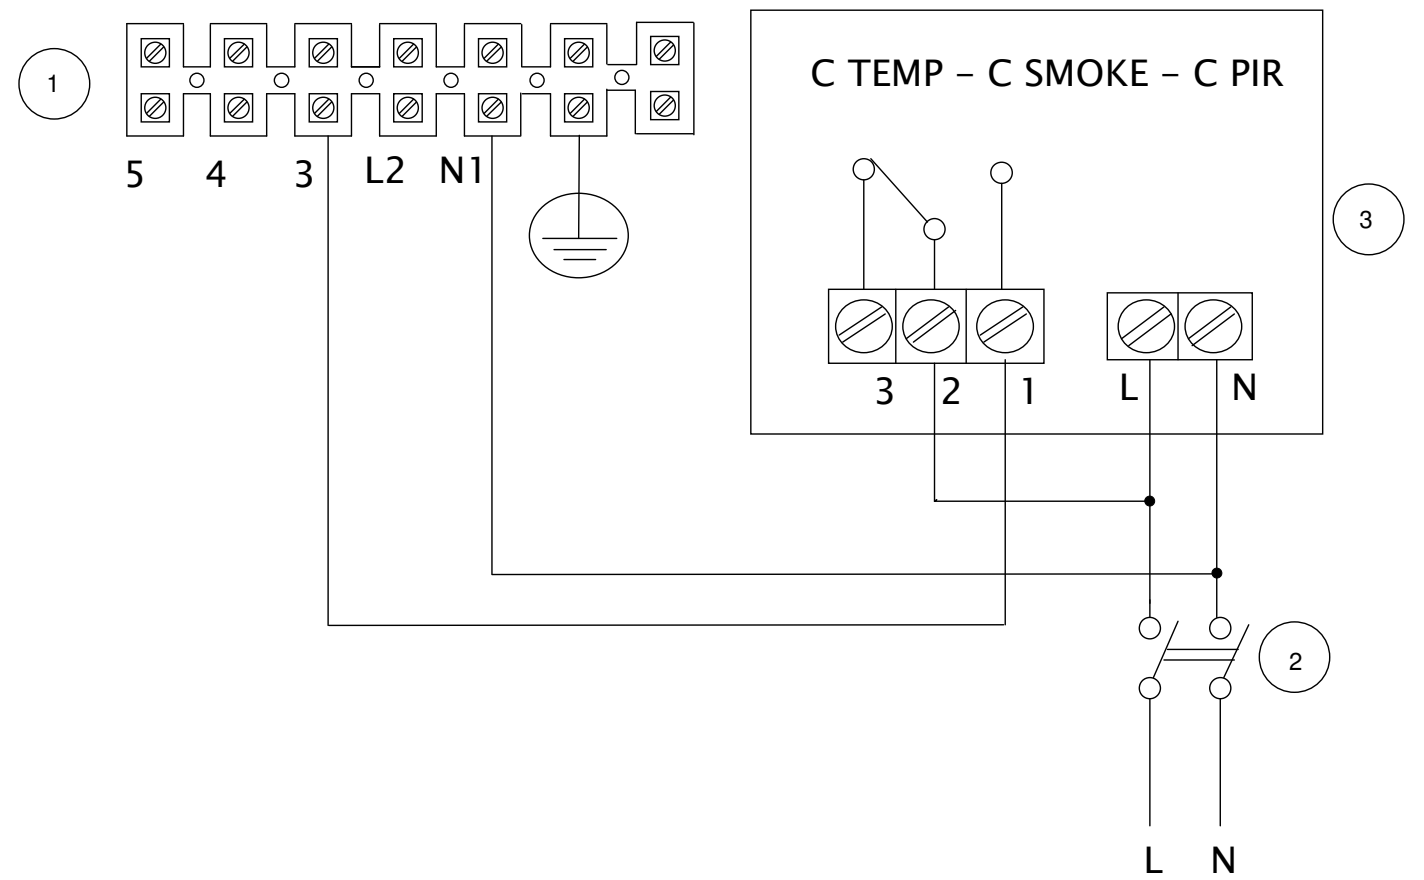 C TEMP – C SMOKE – C PIR
1
5 4 3 L2 N1
3
3 2 1 L N
2
L N